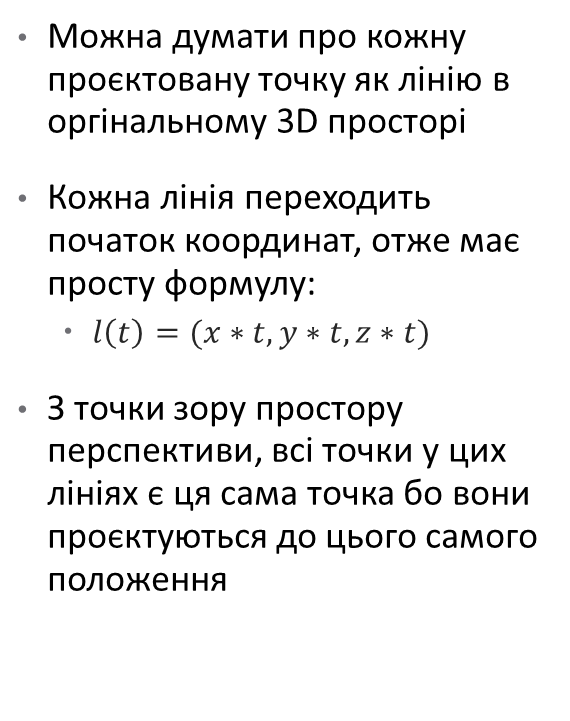 • Можна думати про кожну
проєктовану точку як лінію в
оргінальному 3D просторі
• Кожна лінія переходить
початок координат, отже має
просту формулу:
• l(t) = (x ∗ t, y ∗ t, z ∗ t)
• З точки зору простору
перспективи, всі точки у цих
лініях є ця сама точка бо вони
проєктуються до цього самого
положення